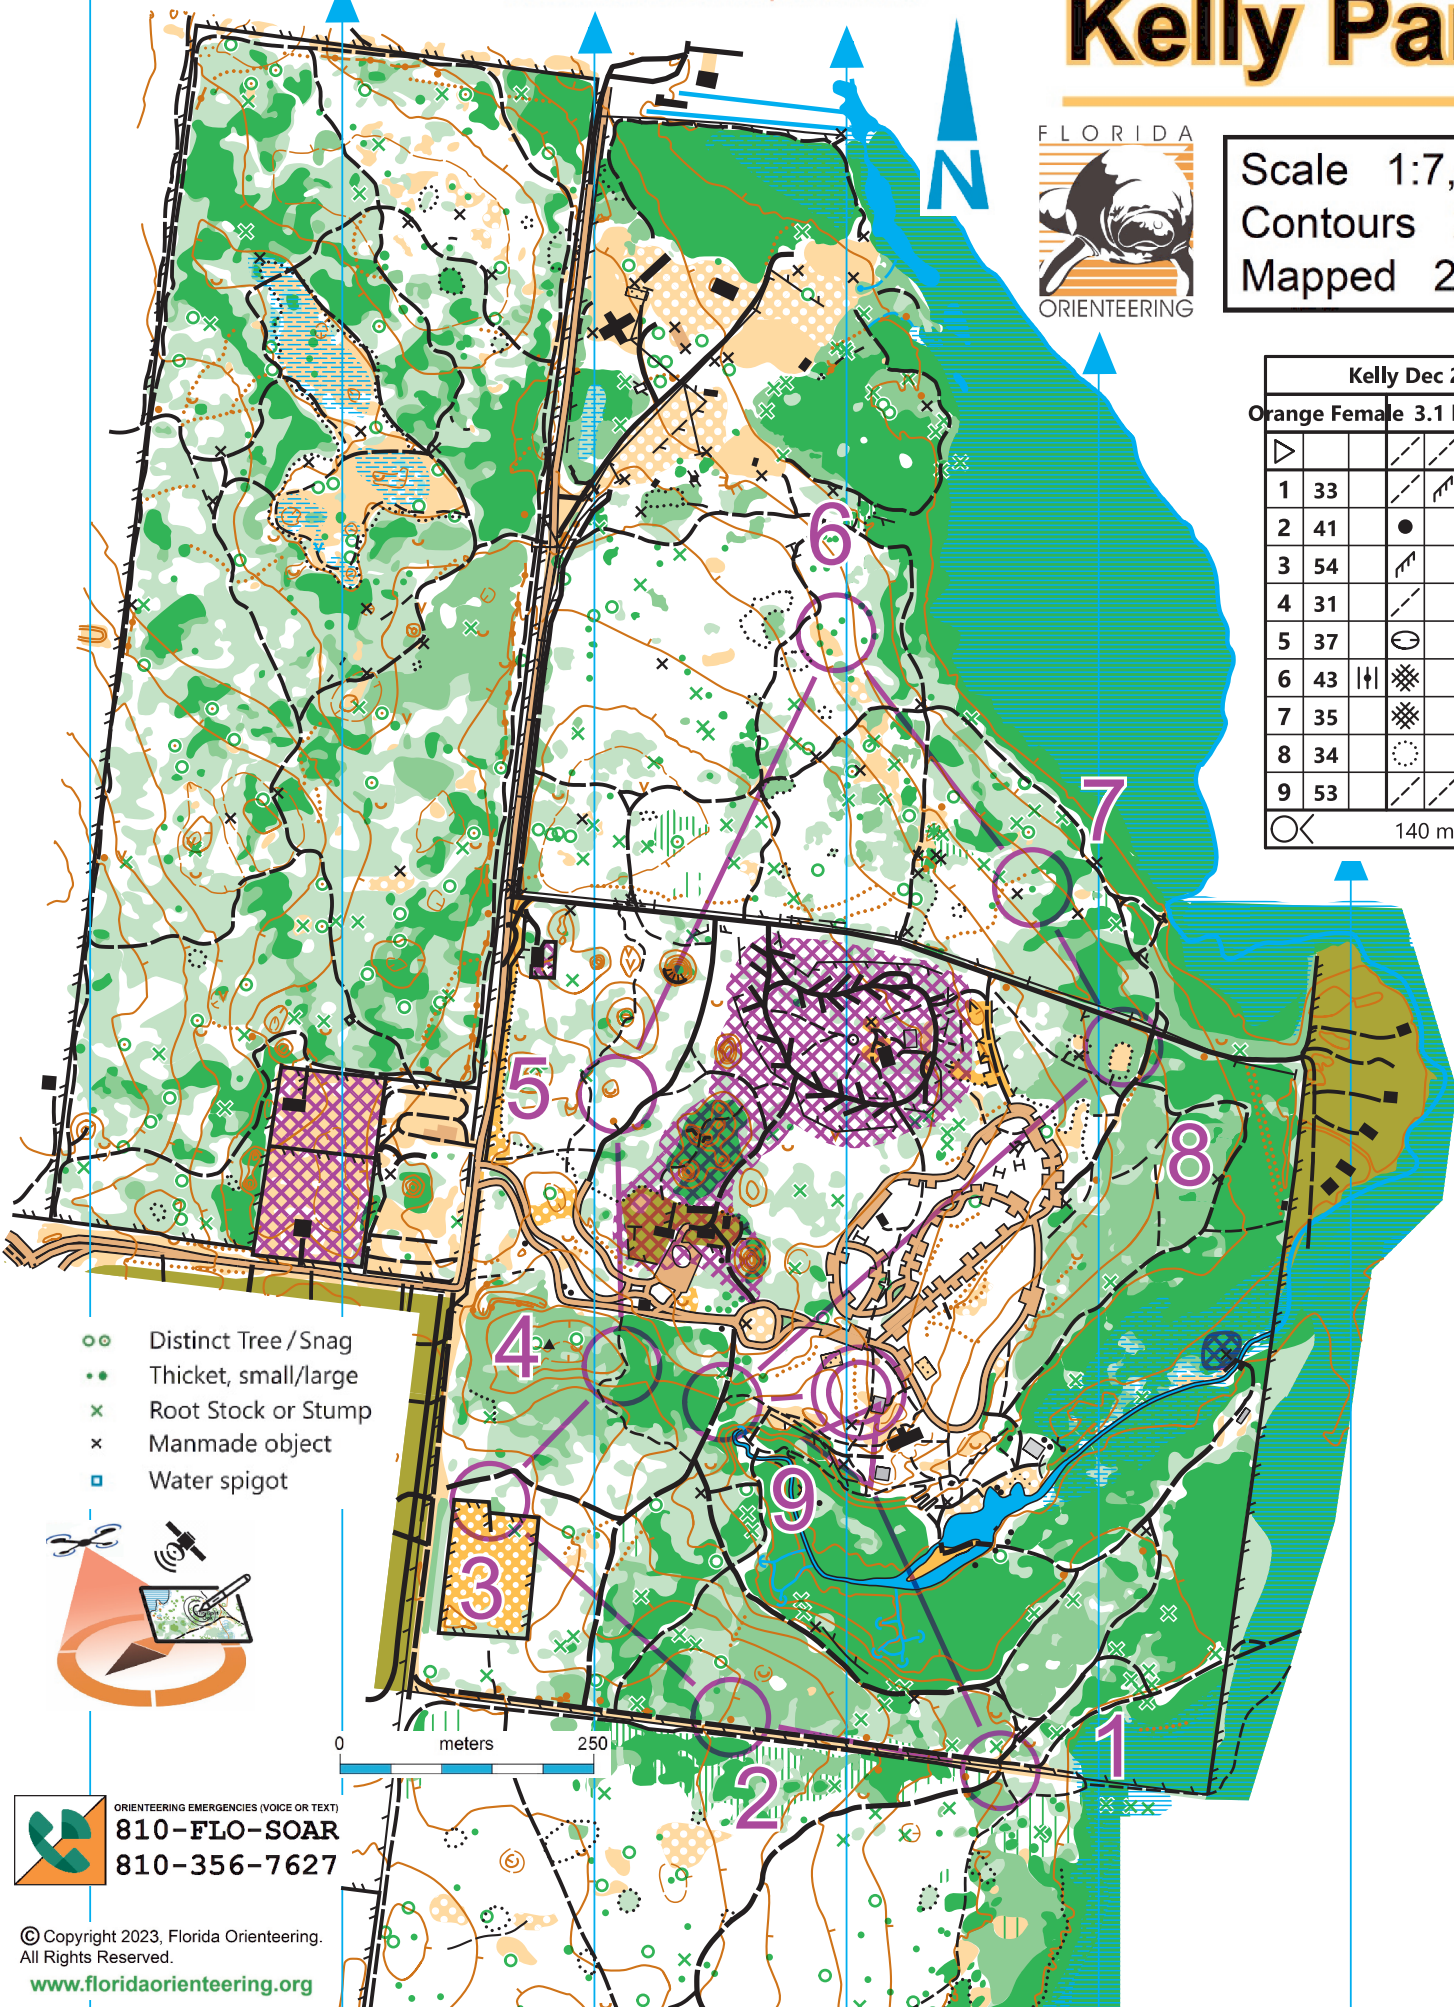 Kelly Pa
N
FLORIDA
ORIENTEERING
Scale 1:7,
Contours
Mapped 2
Kelly Dec 2
Orange Female 3.1
1 33
2 41
3 54
4 31
5 37
6 43
7 35
8 34
9 53
140 m
6
7
5
8
4
9
3
1
2
Distinct Tree / Snag
Thicket, small/large
Root Stock or Stump
Manmade object
Water spigot
0 meters 250
ORIENTEERING EMERGENCIES (VOICE OR TEXT)
810-FLO-SOAR
810-356-7627
© Copyright 2023, Florida Orienteering.
All Rights Reserved.
www.floridaorienteering.org